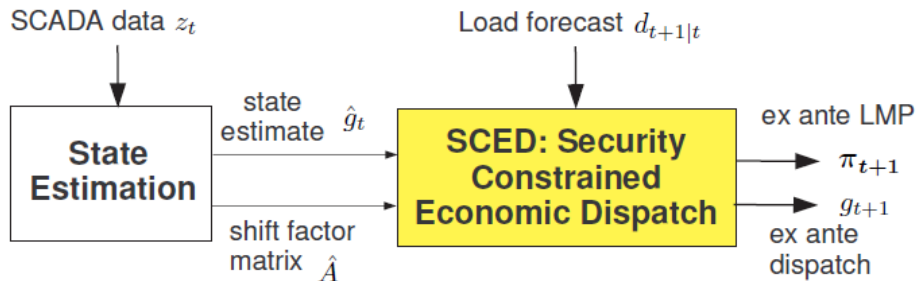 SCADA data z_t
Load forecast d_{t+1|t}
state
estimate ĝ_t
State
Estimation
shift factor
matrix Â
SCED: Security
Constrained
Economic Dispatch
ex ante LMP
π_{t+1}
g_{t+1}
ex ante
dispatch